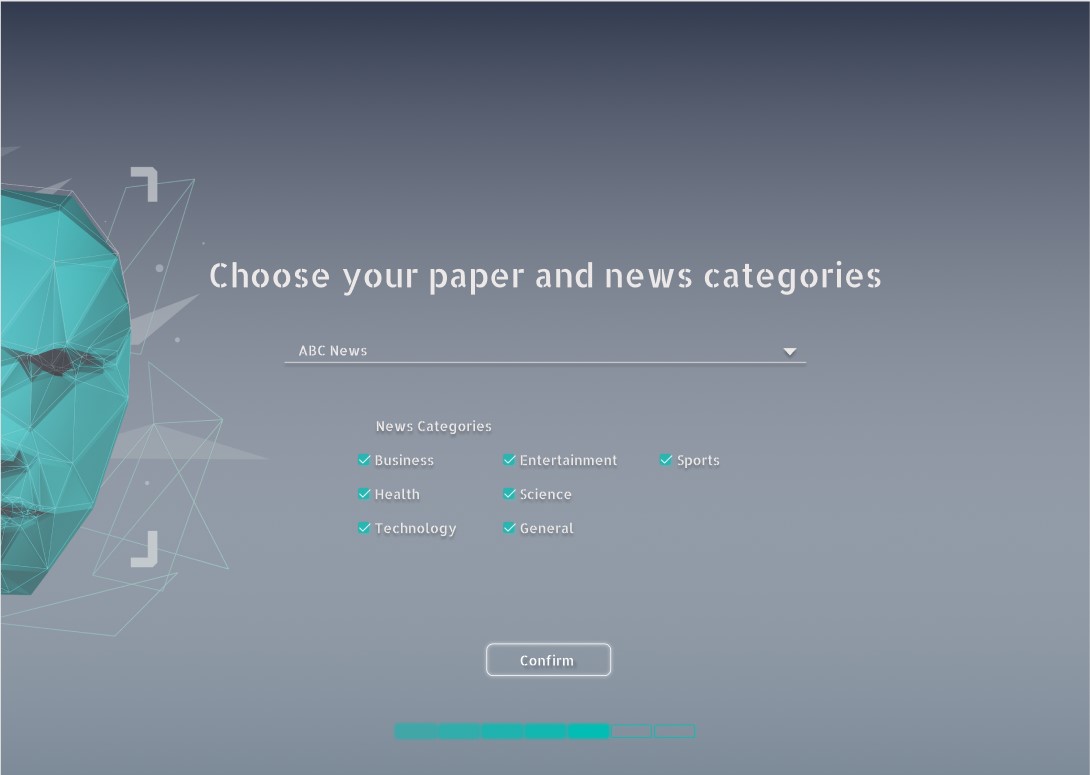 Choose your paper and news categories
ABC News
News Categories
Business Entertainment Sports
Health Science
Technology General
Confirm